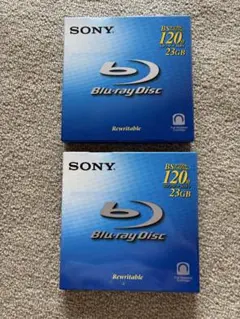 SONY
BS
120
23GB
Blu-ray Disc
Rewritable
SONY
BS
120
23GB
Blu-ray Disc
Rewritable